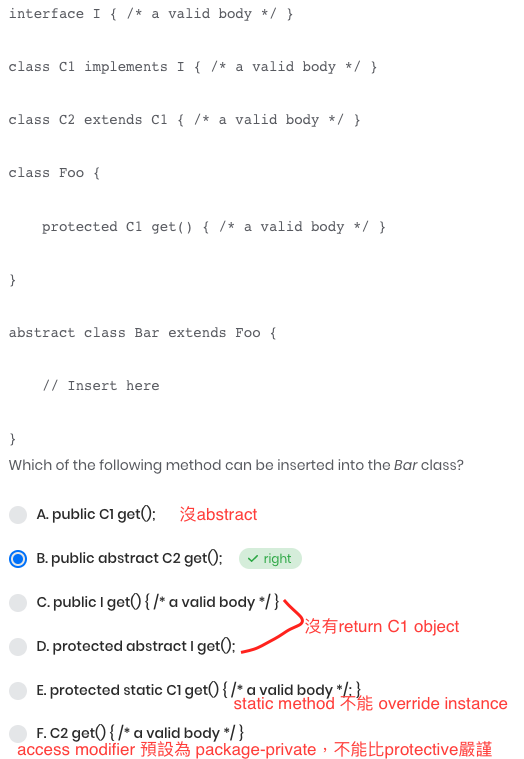 interface I { /* a valid body */ }
class C1 implements I { /* a valid body */ }
class C2 extends C1 { /* a valid body */ }
class Foo {
protected C1 get() { /* a valid body */ }
}
abstract class Bar extends Foo {
// Insert here
}
Which of the following method can be inserted into the Bar class?
A. public C1 get(); 沒abstract
B. public abstract C2 get(); right
C. public I get() { /* a valid body */ }
沒有return C1 object
D. protected abstract I get();
E. protected static C1 get() { /* a valid body */; }
static method 不能 override instance
F. C2 get() { /* a valid body */ }
access modifier 預設為 package-private，不能比protective嚴謹